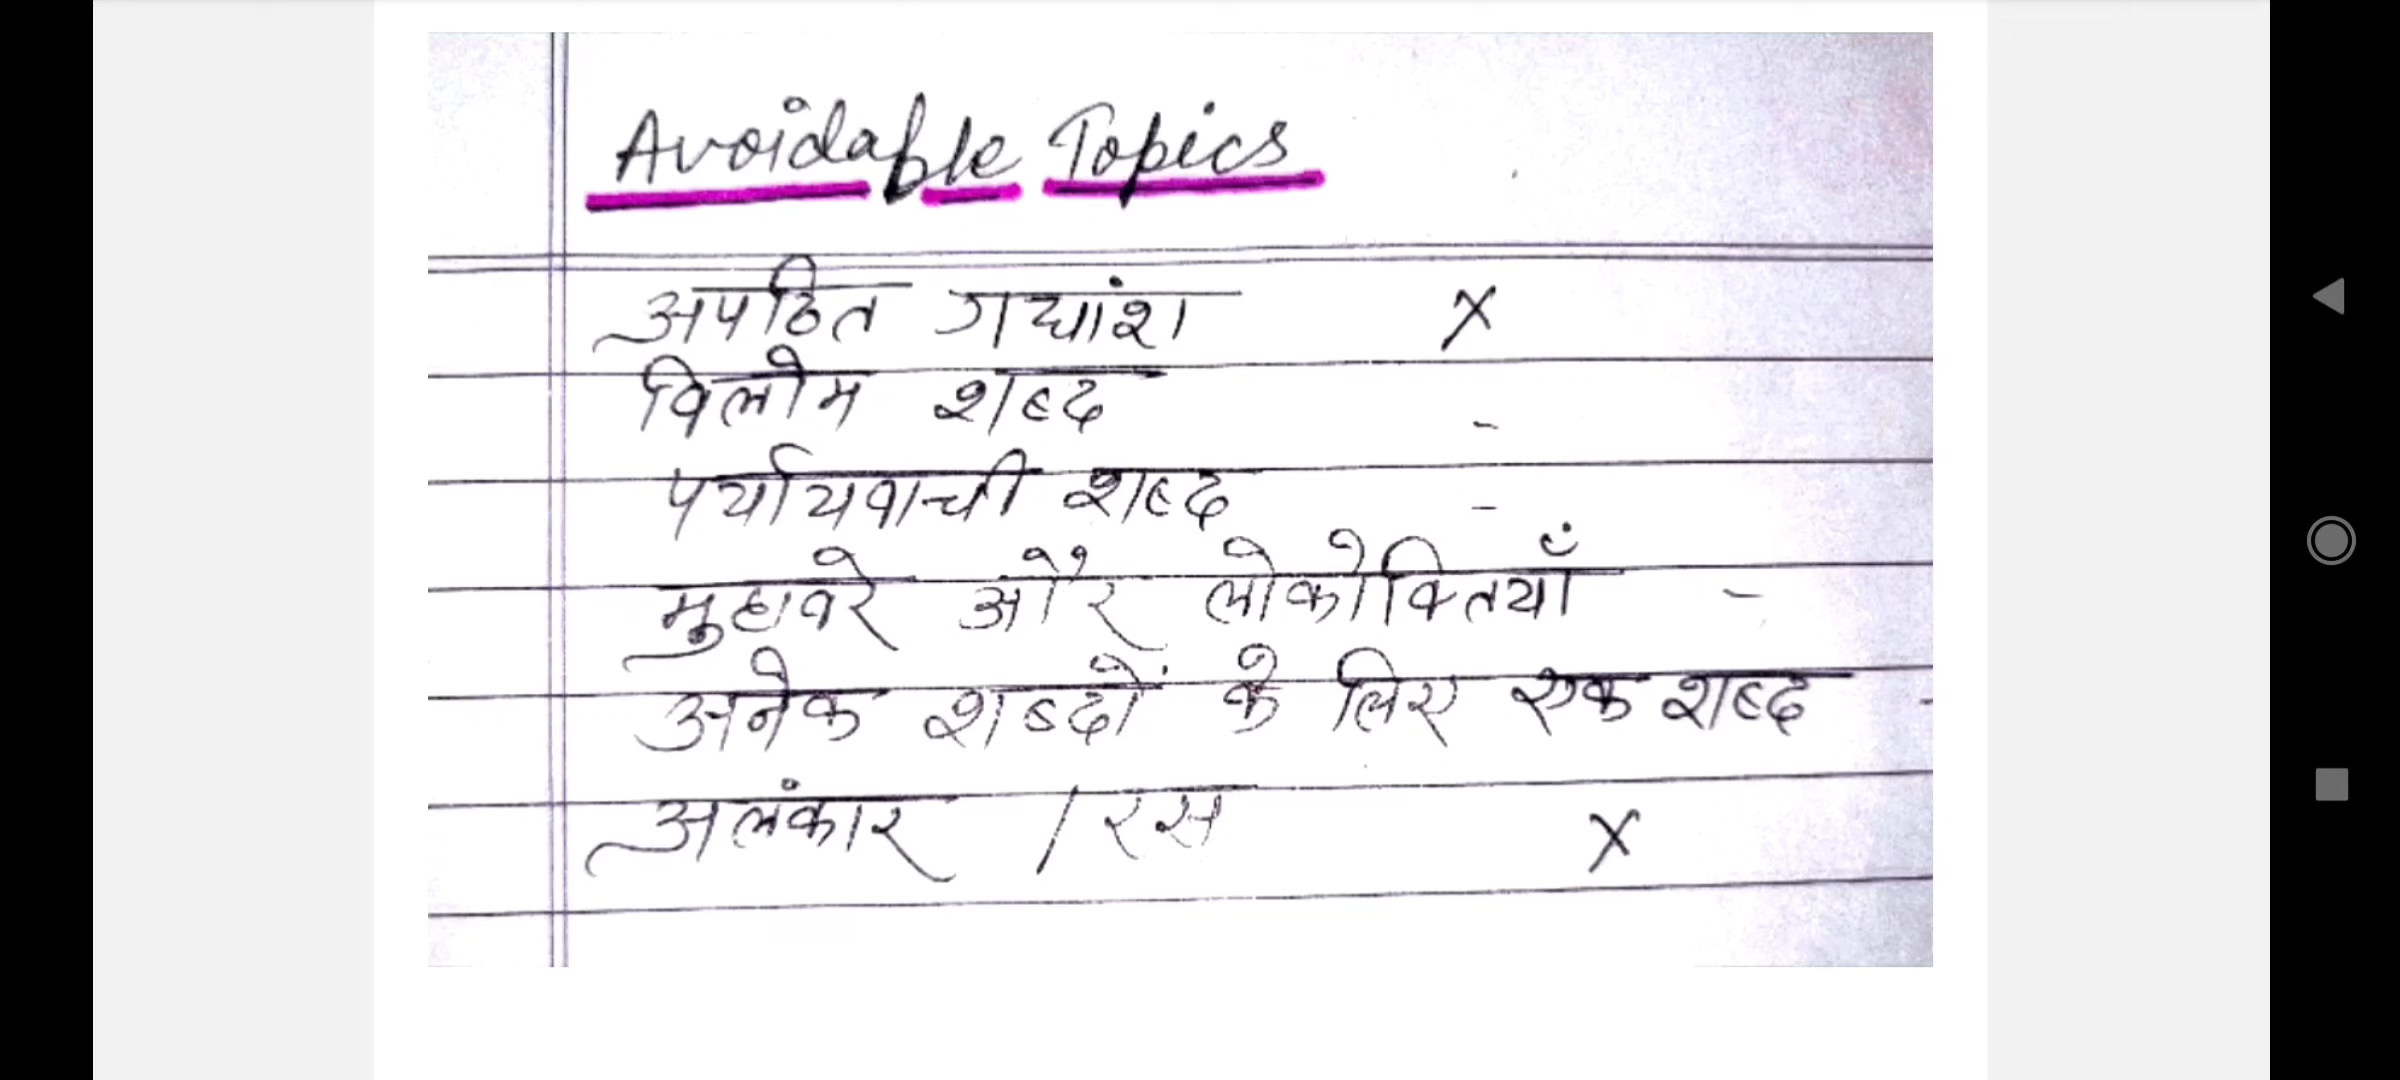 Avoidable Topics
अपठित गद्यांश X
विलोम शब्द -
पर्यायवाची शब्द -
मुहावरे और लोकोक्तियाँ -
अनेक शब्दों के लिए एक शब्द -
अलंकार / रस X